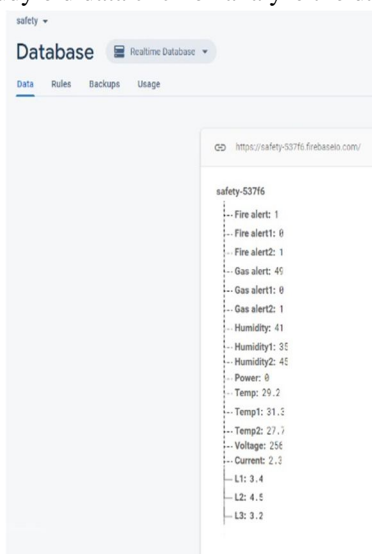 safety
Database Realtime Database
Data Rules Backups Usage
https://safety-537f6.firebaseio.com/
safety-537f6
Fire alert: 1
Fire alert1: 0
Fire alert2: 1
Gas alert: 49
Gas alert1: 0
Gas alert2: 1
Humidity: 41
Humidity1: 35
Humidity2: 45
Power: 0
Temp: 29.2
Temp1: 31.3
Temp2: 27.7
Voltage: 256
Current: 2.3
L1: 3.4
L2: 4.5
L3: 3.2